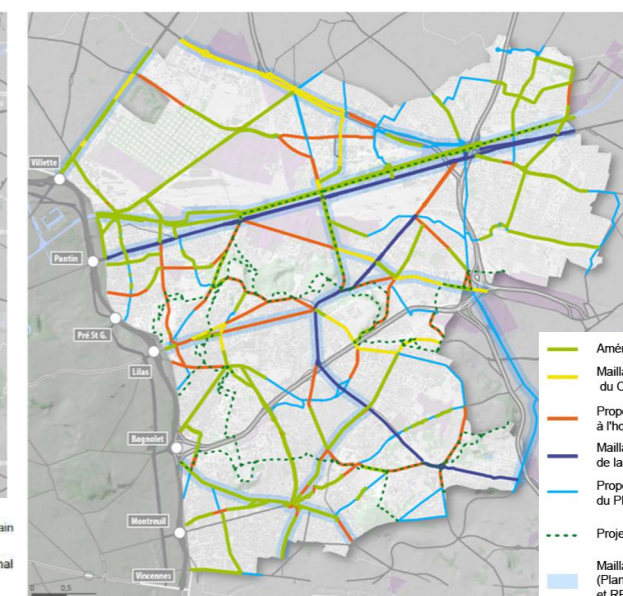 Villette
Pantin
Pré St G.
Lilas
Bagnolet
Montreuil
Vincennes
0 0,5
ain
nal
Amén
Mailla
du C
Propo
à l'ho
Mailla
de la
Propo
du Pl
Proje
Mailla
(Plan
et RE